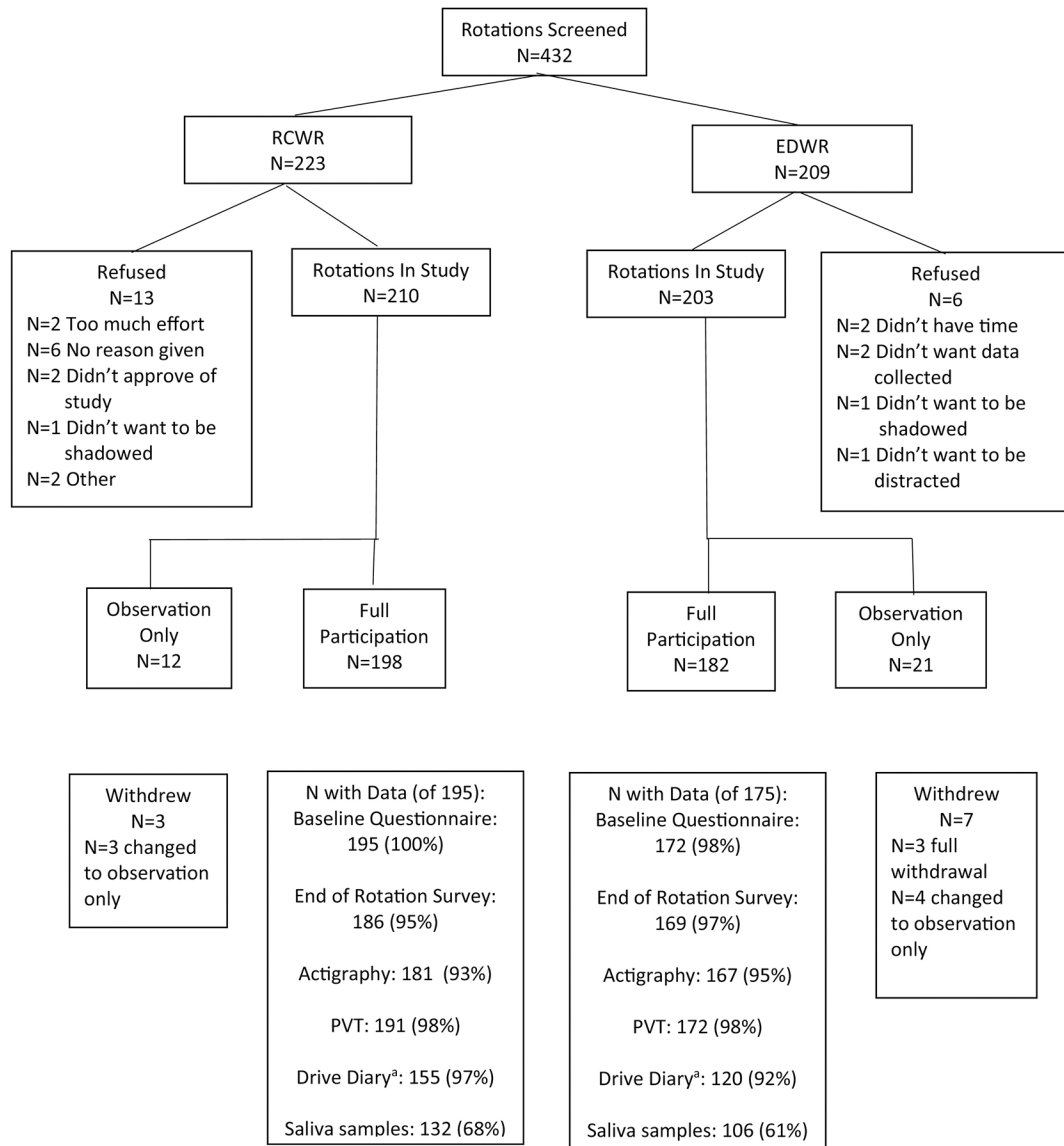 Rotations Screened
N=432
RCWR
N=223
EDWR
N=209
Refused
N=13
N=2 Too much effort
N=6 No reason given
N=2 Didn't approve of
study
N=1 Didn't want to be
shadowed
N=2 Other
Rotations In Study
N=210
Rotations In Study
N=203
Refused
N=6
N=2 Didn't have time
N=2 Didn't want data
collected
N=1 Didn't want to be
shadowed
N=1 Didn't want to be
distracted
Observation
Only
N=12
Full
Participation
N=198
Full
Participation
N=182
Observation
Only
N=21
Withdrew
N=3
N=3 changed
to observation
only
N with Data (of 195):
Baseline Questionnaire:
195 (100%)
End of Rotation Survey:
186 (95%)
Actigraphy: 181 (93%)
PVT: 191 (98%)
Drive Diaryᵃ: 155 (97%)
Saliva samples: 132 (68%)
N with Data (of 175):
Baseline Questionnaire:
172 (98%)
End of Rotation Survey:
169 (97%)
Actigraphy: 167 (95%)
PVT: 172 (98%)
Drive Diaryᵃ: 120 (92%)
Saliva samples: 106 (61%)
Withdrew
N=7
N=3 full
withdrawal
N=4 changed
to observation
only